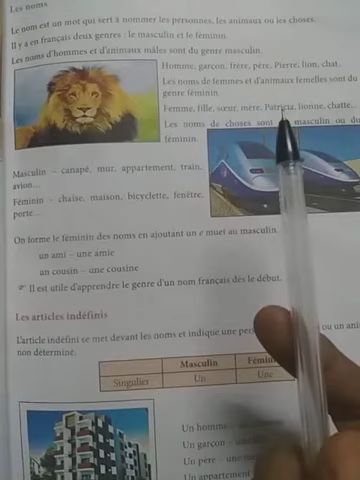 Les noms
Le nom est un mot qui sert à nommer les personnes, les animaux ou les choses.
Il y a en français deux genres : le masculin et le féminin.
Les noms d'hommes et d'animaux mâles sont du genre masculin.
Homme, garçon, frère, père, Pierre, lion, chat.
Les noms de femmes et d'animaux femelles sont du
genre féminin.
Femme, fille, sœur, mère, Patricia, lionne, chatte...
Les noms de choses sont masculin ou du
féminin.
Masculin – canapé, mur, appartement, train,
avion...
Féminin – chaise, maison, bicyclette, fenêtre,
porte...
On forme le féminin des noms en ajoutant un e muet au masculin.
un ami – une amie
un cousin – une cousine
☞ Il est utile d'apprendre le genre d'un nom français dès le début.
Les articles indéfinis
L'article indéfini se met devant les noms et indique une ou un
non déterminé.
Masculin
Singulier Un Une
Un homme
Un garçon
Un père – une
Un appartement